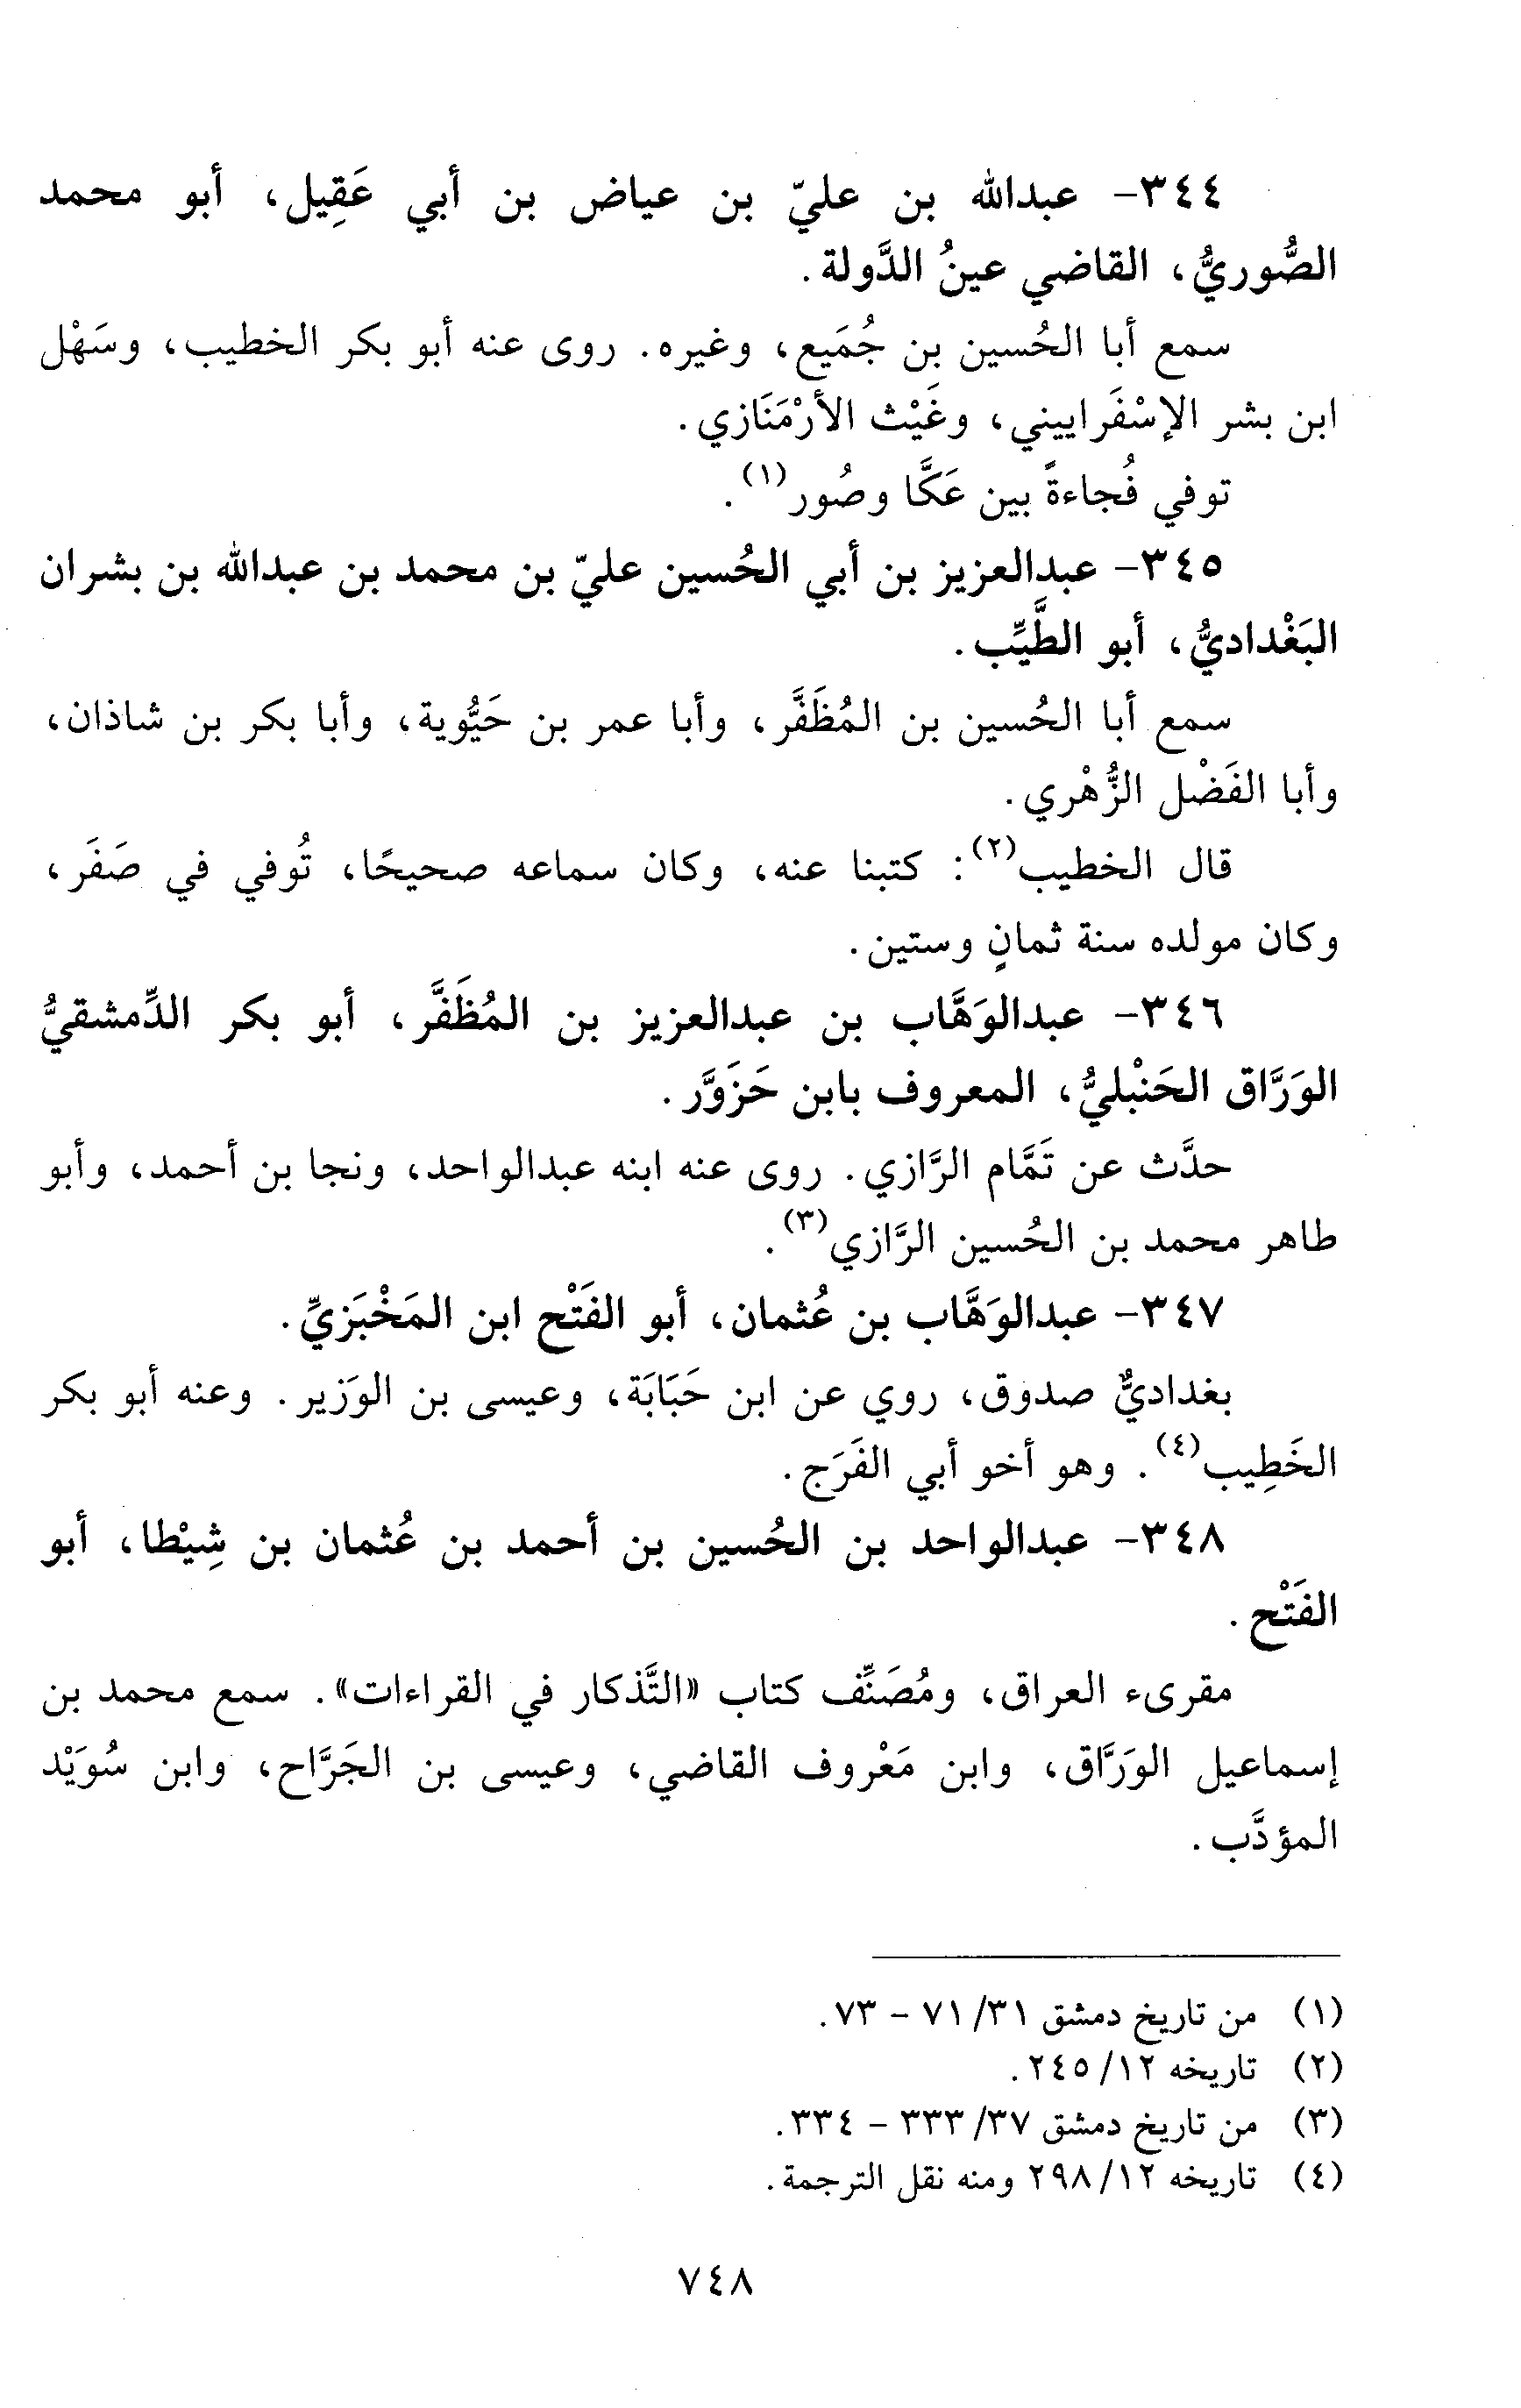 ٣٤٤- عبدالله بن عليّ بن عياض بن أبي عَقِيل، أبو محمد
الصُّوريُّ، القاضي عينُ الدَّولة.
سمع أبا الحُسين بن جُمَيع، وغيره. روى عنه أبو بكر الخطيب، وسَهْل
ابن بشر الإسْفَراييني، وغَيْث الأرْمَنَازي.
توفي فُجاءةً بين عَكَّا وصُور(١).
٣٤٥- عبدالعزيز بن أبي الحُسين عليّ بن محمد بن عبدالله بن بشران
البَغْداديُّ، أبو الطَّيِّب.
سمع أبا الحُسين بن المُظَفَّر، وأبا عمر بن حَيُّوية، وأبا بكر بن شاذان،
وأبا الفَضْل الزُّهْري.
قال الخطيب(٢): كتبنا عنه، وكان سماعه صحيحًا، تُوفي في صَفَر،
وكان مولده سنة ثمانٍ وستين.
٣٤٦- عبدالوَهَّاب بن عبدالعزيز بن المُظَفَّر، أبو بكر الدِّمشقيُّ
الوَرَّاق الحَنْبليُّ، المعروف بابن حَزَوَّر.
حدَّث عن تَمَّام الرَّازي. روى عنه ابنه عبدالواحد، ونجا بن أحمد، وأبو
طاهر محمد بن الحُسين الرَّازي(٣).
٣٤٧- عبدالوَهَّاب بن عُثمان، أبو الفَتْح ابن المَخْبَزيِّ.
بغداديٌّ صدوق، روي عن ابن حَبَابَة، وعيسى بن الوَزير. وعنه أبو بكر
الخَطِيب(٤). وهو أخو أبي الفَرَج.
٣٤٨- عبدالواحد بن الحُسين بن أحمد بن عُثمان بن شِيْطا، أبو
الفَتْح.
مقرىء العراق، ومُصَنِّف كتاب «التَّذكار في القراءات». سمع محمد بن
إسماعيل الوَرَّاق، وابن مَعْروف القاضي، وعيسى بن الجَرَّاح، وابن سُوَيْد
المؤدَّب.
(١) من تاريخ دمشق ٣١/ ٧١ - ٧٣.
(٢) تاريخه ١٢/ ٢٤٥.
(٣) من تاريخ دمشق ٣٧/ ٣٣٣ - ٣٣٤.
(٤) تاريخه ١٢/ ٢٩٨ ومنه نقل الترجمة.
٧٤٨